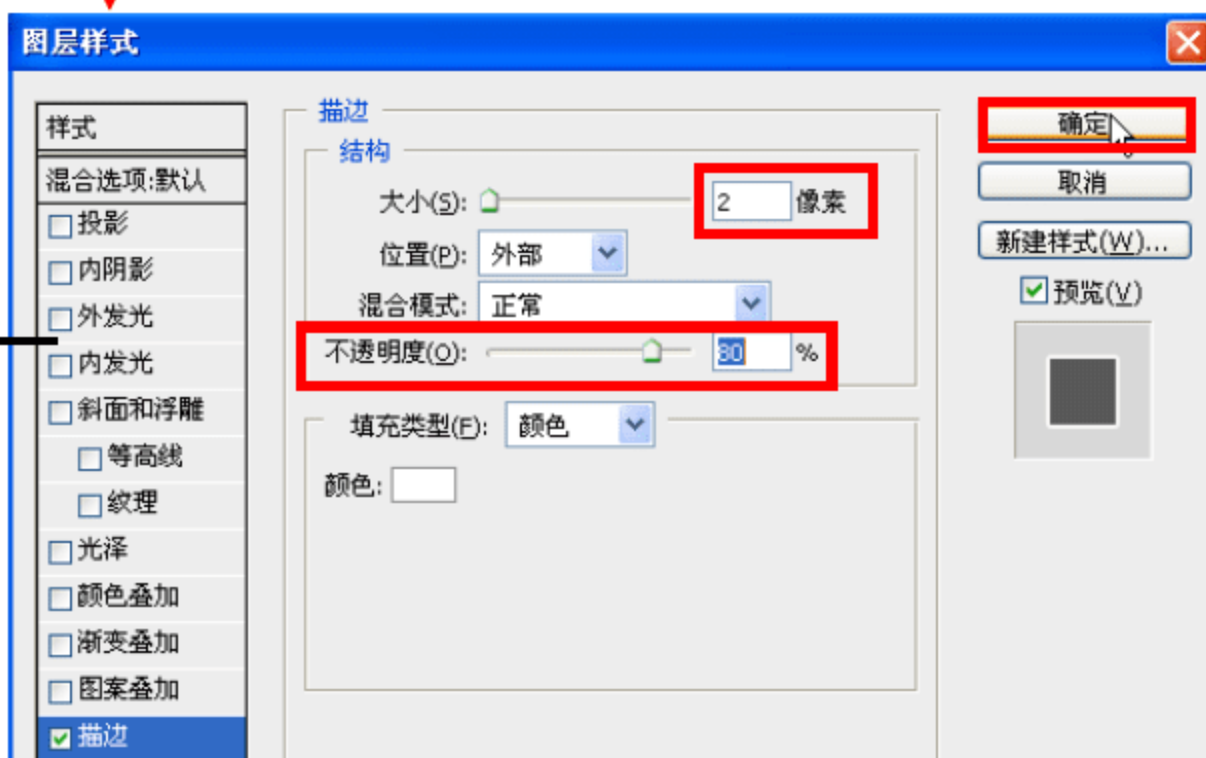 图层样式
样式
混合选项:默认
投影
内阴影
外发光
内发光
斜面和浮雕
等高线
纹理
光泽
颜色叠加
渐变叠加
图案叠加
描边
描边
结构
大小(S): 2 像素
位置(P): 外部
混合模式: 正常
不透明度(O): 80 %
填充类型(F): 颜色
颜色:
确定
取消
新建样式(W)...
预览(V)